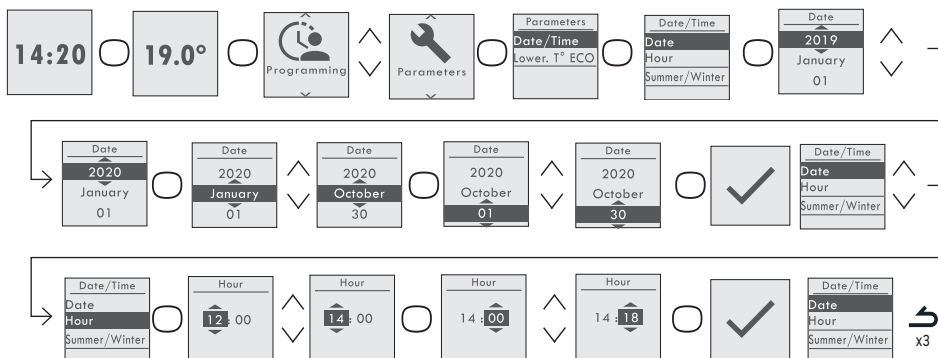 14:20
19.0°
Programming
Parameters
Parameters
Date/Time
Lower. T° ECO
Date/Time
Date
Hour
Summer/Winter
Date
2019
January
01
Date
2020
January
01
Date
2020
January
01
Date
2020
October
30
Date
2020
October
01
Date
2020
October
30
Date/Time
Date
Hour
Summer/Winter
Date/Time
Date
Hour
Summer/Winter
Hour
12 : 00
Hour
14 : 00
Hour
14 : 00
Hour
14 : 18
Date/Time
Date
Hour
Summer/Winter
x3